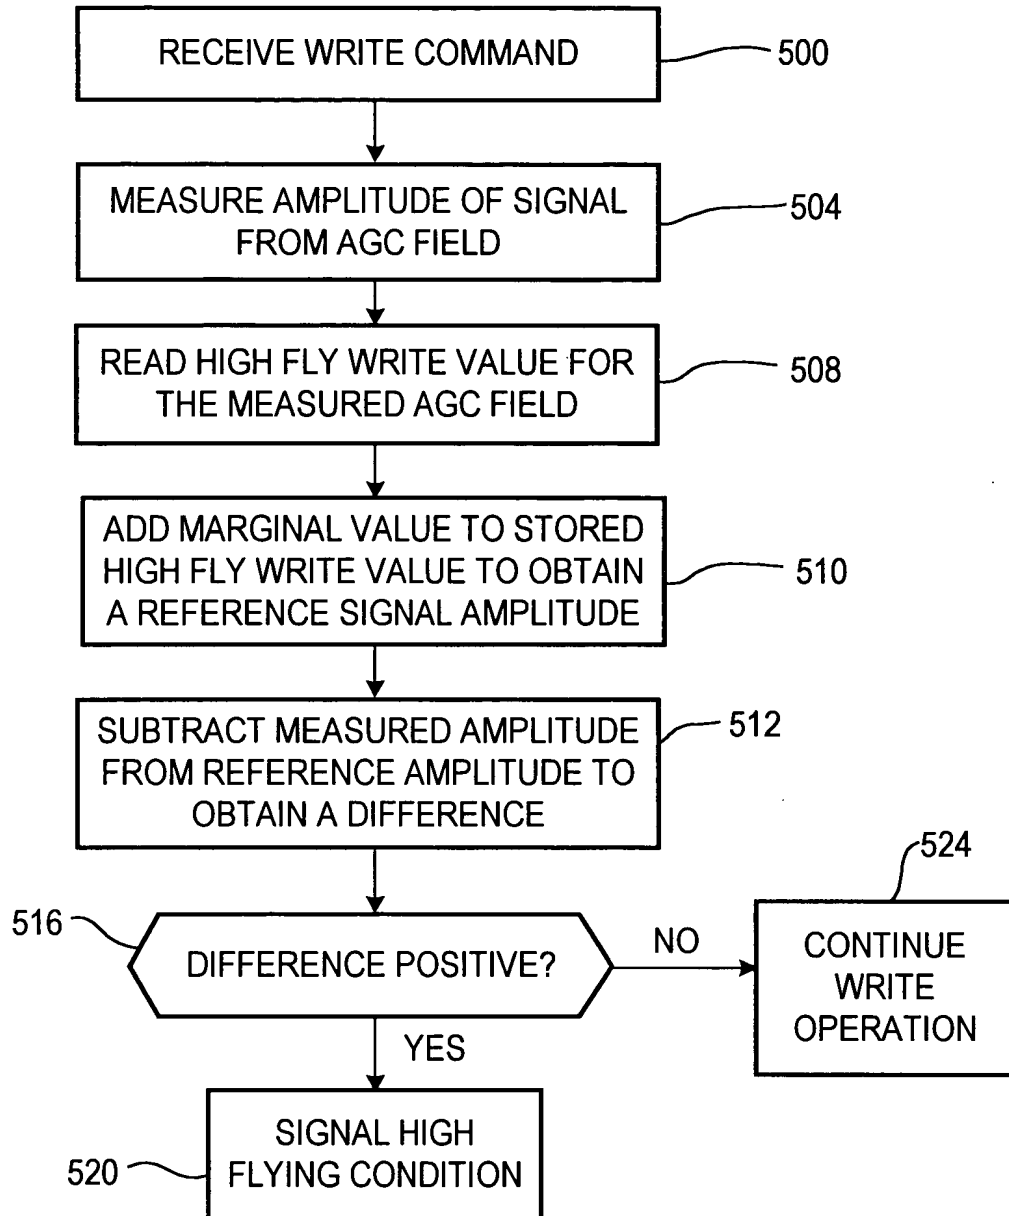 RECEIVE WRITE COMMAND
500
MEASURE AMPLITUDE OF SIGNAL
FROM AGC FIELD
504
READ HIGH FLY WRITE VALUE FOR
THE MEASURED AGC FIELD
508
ADD MARGINAL VALUE TO STORED
HIGH FLY WRITE VALUE TO OBTAIN
A REFERENCE SIGNAL AMPLITUDE
510
SUBTRACT MEASURED AMPLITUDE
FROM REFERENCE AMPLITUDE TO
OBTAIN A DIFFERENCE
512
516
DIFFERENCE POSITIVE?
NO
524
CONTINUE
WRITE
OPERATION
YES
520
SIGNAL HIGH
FLYING CONDITION